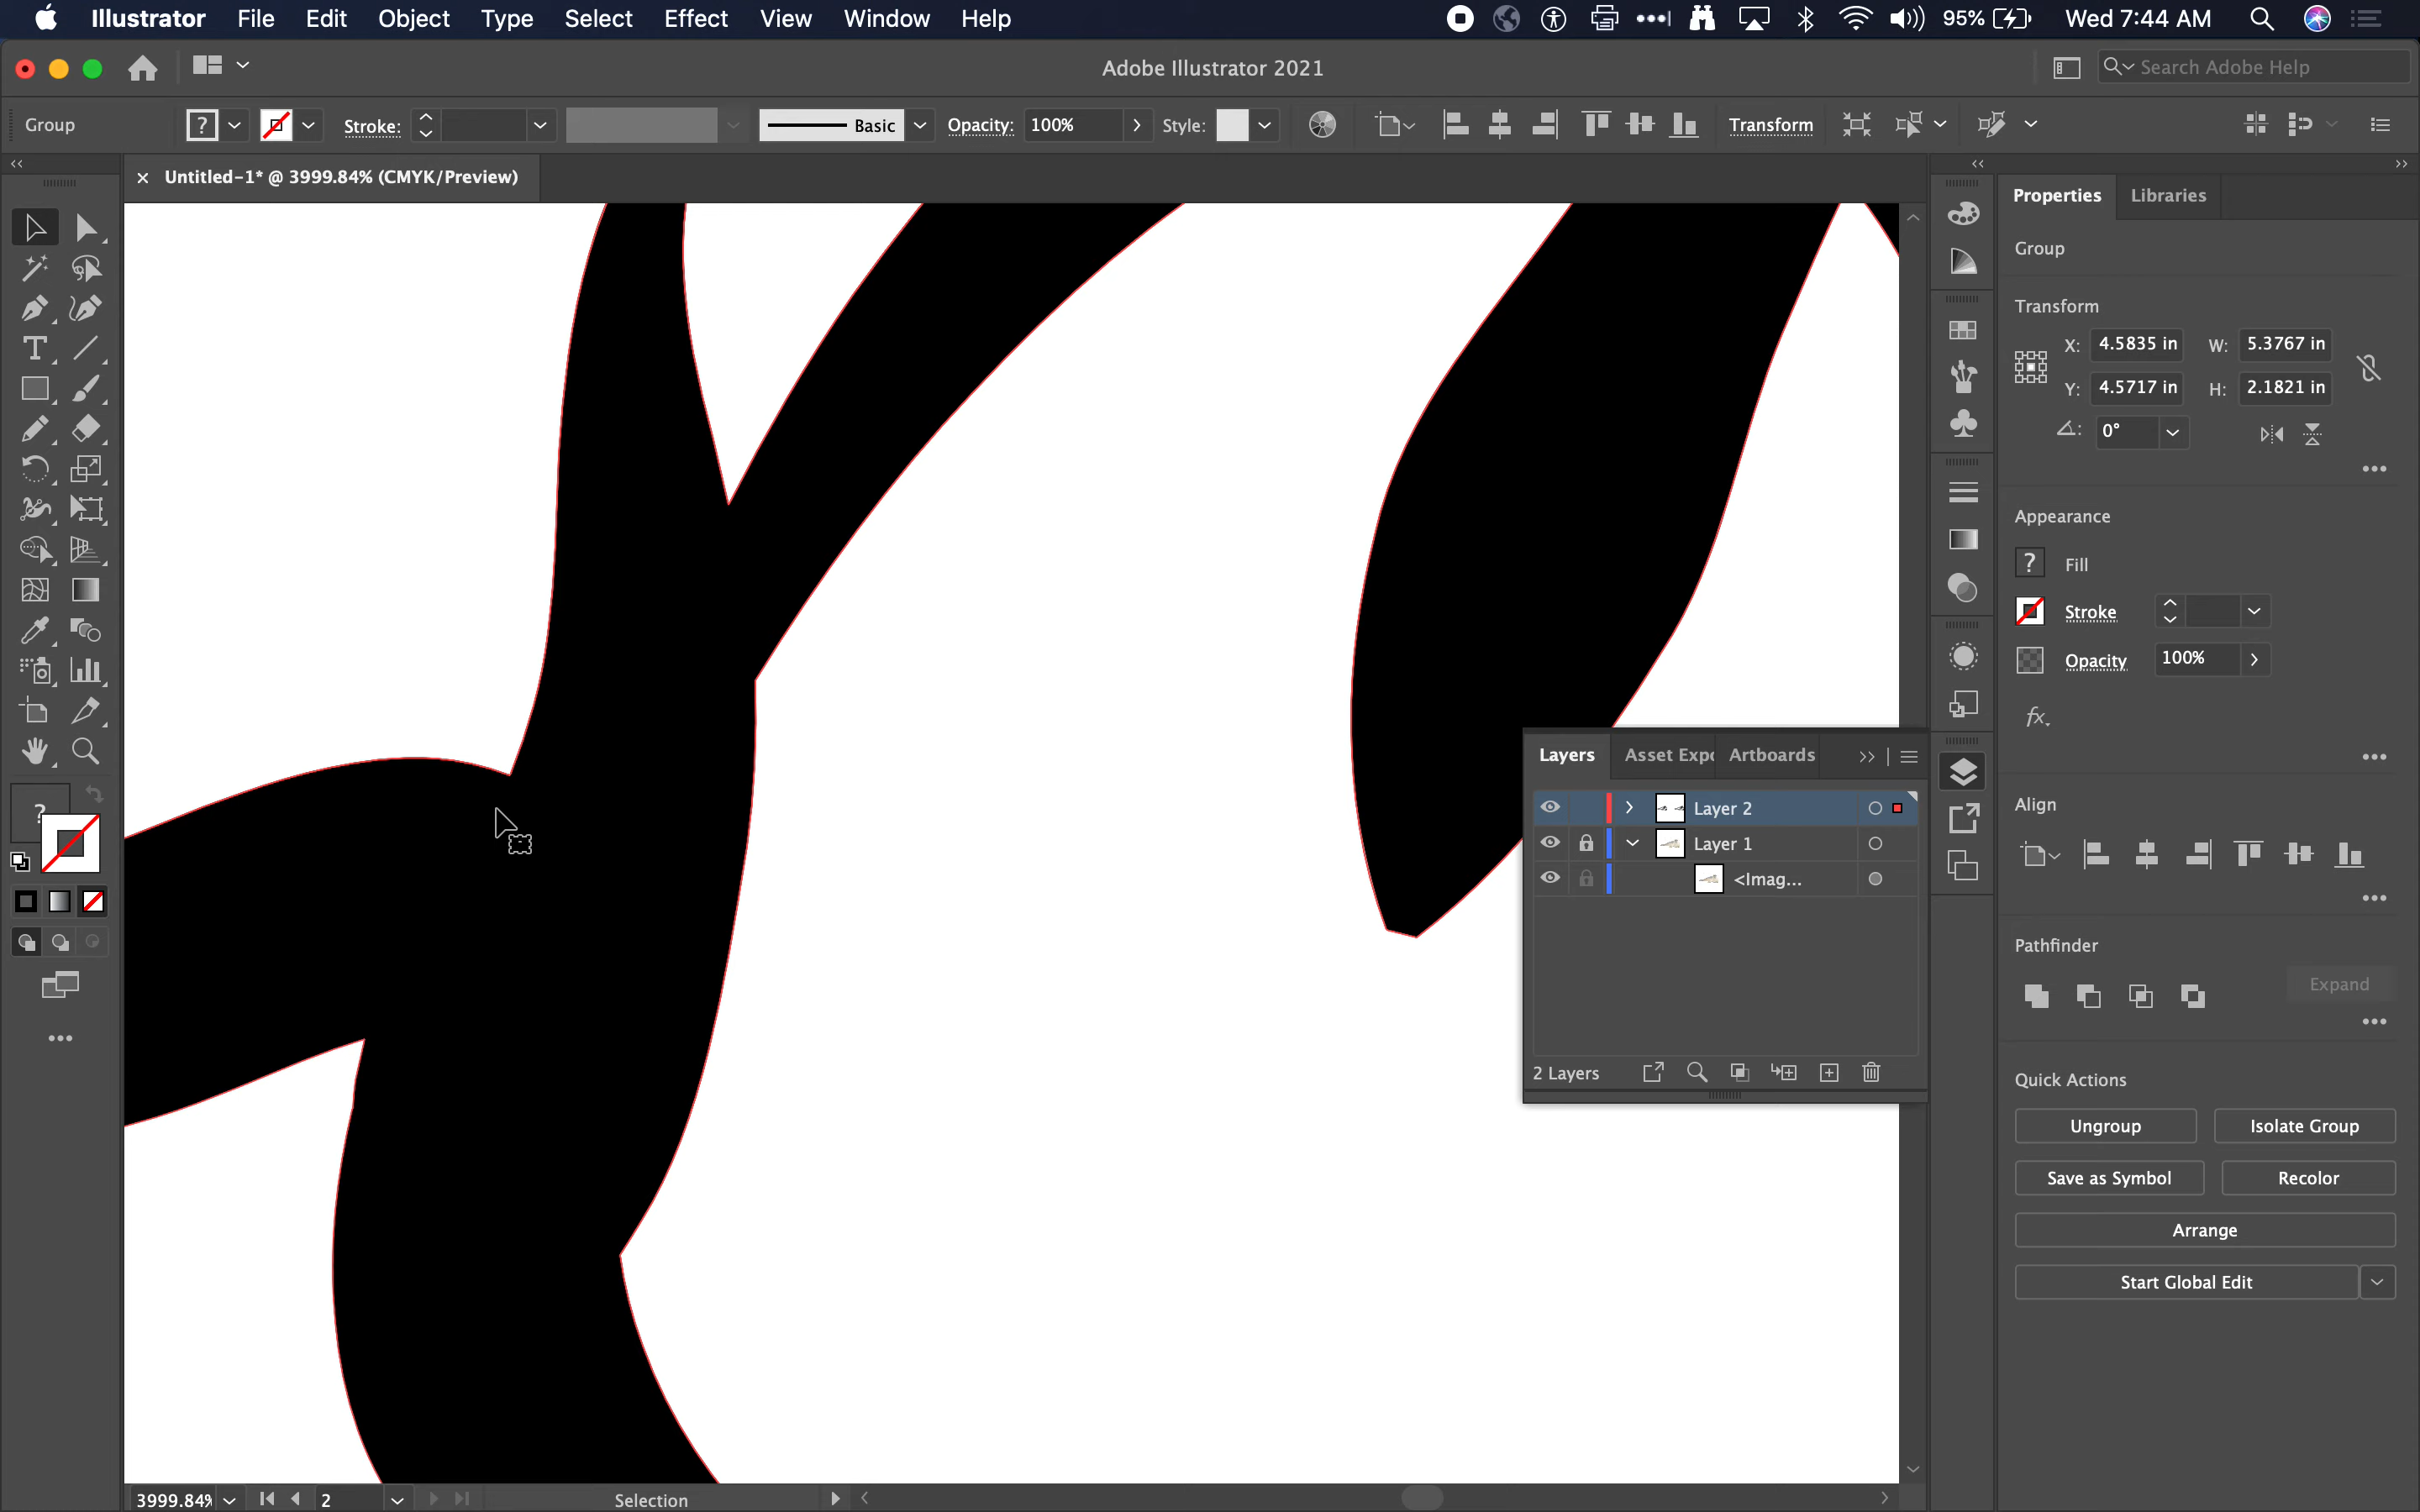 Illustrator File Edit Object Type Select Effect View Window Help 95% Wed 7:44 AM
Adobe Illustrator 2021 Search Adobe Help
Group ? Stroke: Basic Opacity: 100% Style: Transform
× Untitled-1* @ 3999.84% (CMYK/Preview)
Properties Libraries
Group
Transform
X: 4.5835 in W: 5.3767 in
Y: 4.5717 in H: 2.1821 in
0°
Appearance
? Fill
Stroke
Opacity 100%
fx.
Layers Asset Expo Artboards
Layer 2
Layer 1
<Imag...
2 Layers
Align
Pathfinder
Expand
Quick Actions
Ungroup Isolate Group
Save as Symbol Recolor
Arrange
Start Global Edit
?
3999.84% 2 Selection